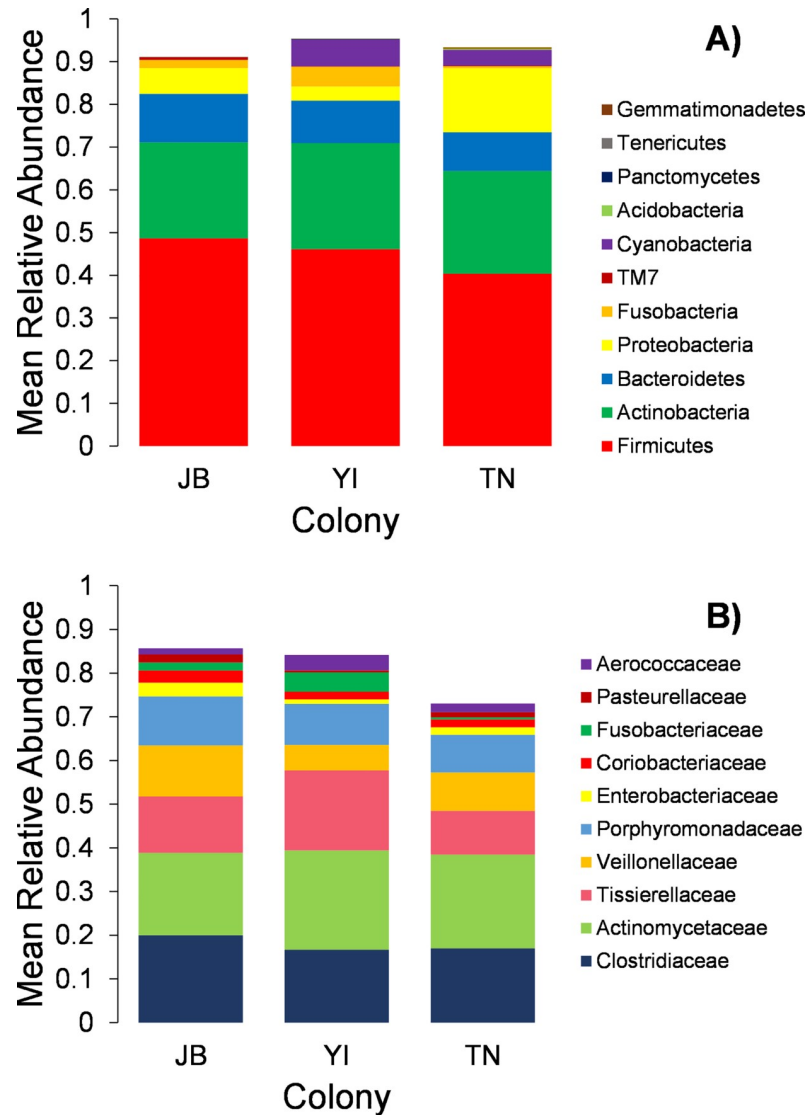 A)
Mean Relative Abundance
1
0.9
0.8
0.7
0.6
0.5
0.4
0.3
0.2
0.1
0
JB YI TN
Colony
Gemmatimonadetes
Tenericutes
Panctomycetes
Acidobacteria
Cyanobacteria
TM7
Fusobacteria
Proteobacteria
Bacteroidetes
Actinobacteria
Firmicutes
B)
Mean Relative Abundance
1
0.9
0.8
0.7
0.6
0.5
0.4
0.3
0.2
0.1
0
JB YI TN
Colony
Aerococcaceae
Pasteurellaceae
Fusobacteriaceae
Coriobacteriaceae
Enterobacteriaceae
Porphyromonadaceae
Veillonellaceae
Tissierellaceae
Actinomycetaceae
Clostridiaceae